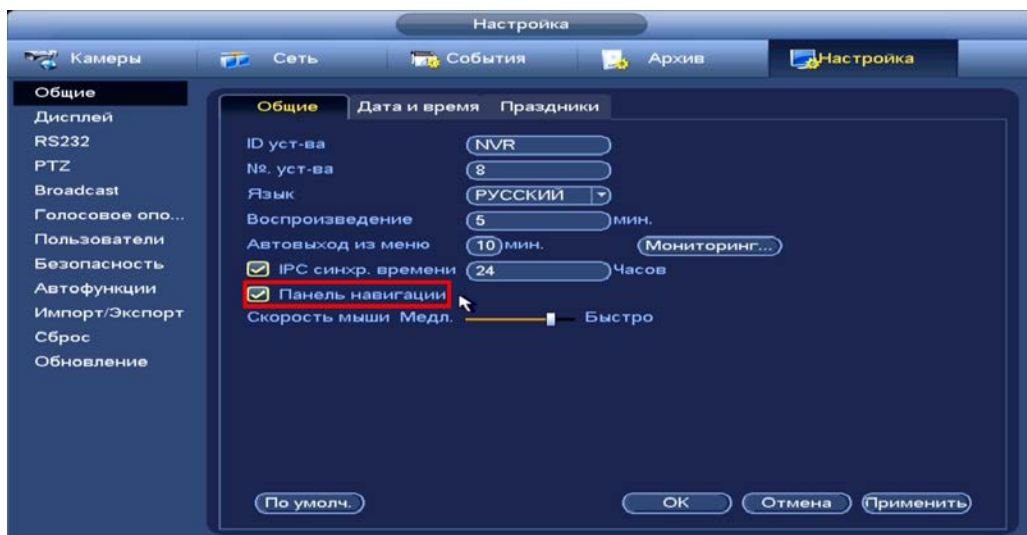 Настройка
Камеры Сеть События Архив Настройка
Общие
Дисплей
RS232
PTZ
Broadcast
Голосовое опо...
Пользователи
Безопасность
Автофункции
Импорт/Экспорт
Сброс
Обновление
Общие Дата и время Праздники
ID уст-ва NVR
№. уст-ва 8
Язык РУССКИЙ
Воспроизведение 5 мин.
Автовыход из меню 10 мин. Мониторинг...
IPC синхр. времени 24 Часов
Панель навигации
Скорость мыши Медл. Быстро
По умолч. OK Отмена Применить